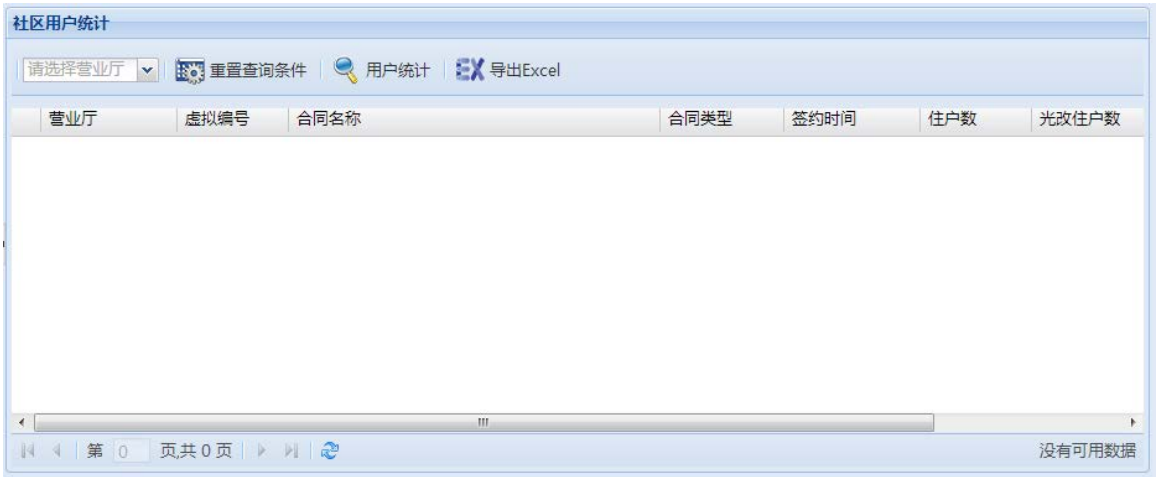 社区用户统计
请选择营业厅 重置查询条件 用户统计 EX 导出Excel
营业厅 虚拟编号 合同名称 合同类型 签约时间 住户数 光改住户数
第 0 页,共 0 页 没有可用数据